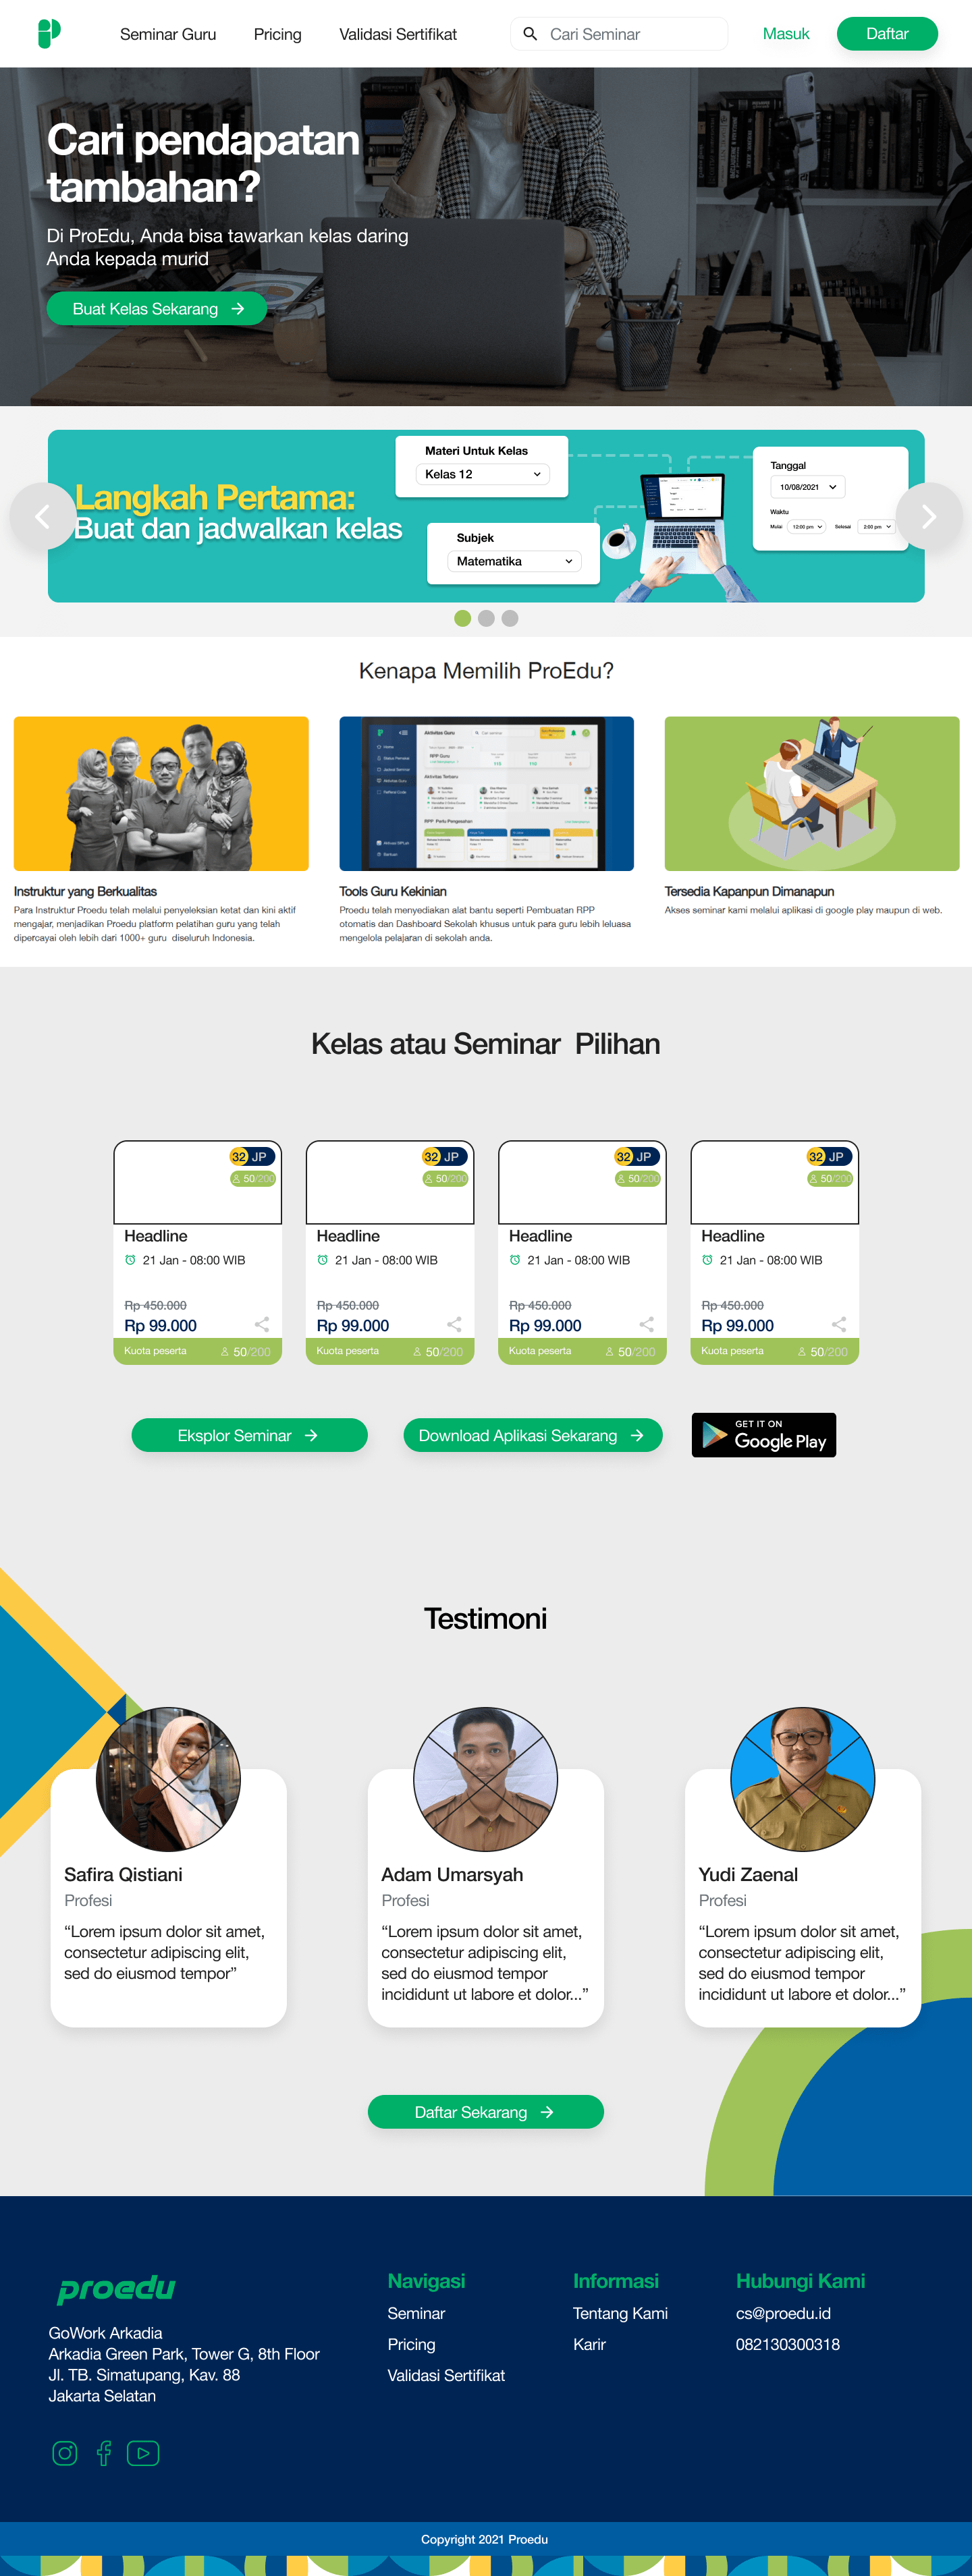 Seminar Guru
Pricing
Validasi Sertifikat
Cari Seminar
Masuk
Daftar
Cari pendapatan
tambahan?
Di ProEdu, Anda bisa tawarkan kelas daring
Anda kepada murid
Buat Kelas Sekarang
Langkah Pertama:
Buat dan jadwalkan kelas
Materi Untuk Kelas
Kelas 12
Subjek
Matematika
Tanggal
10/08/2021
Waktu
Mulai
12:00 pm
Selesai
2:00 pm
Kenapa Memilih ProEdu?
Aktivitas Guru
Cari seminar
RPP Guru
Aktivitas Terbaru
Home
Aktivitas Guru
Referral Code
Bantuan
Instruktur yang Berkualitas
Para Instruktur Proedu telah melalui penyeleksian ketat dan kini aktif
mengajar, menjadikan Proedu platform pelatihan guru yang telah
dipercayai oleh lebih dari 1000+ guru  diseluruh Indonesia.
Tools Guru Kekinian
Proedu telah menyediakan alat bantu seperti Pembuatan RPP
otomatis dan Dashboard Sekolah khusus untuk para guru lebih leluasa
mengelola pelajaran di sekolah anda.
Tersedia Kapanpun Dimanapun
Akses seminar kami melalui aplikasi di google play maupun di web.
Kelas atau Seminar  Pilihan
32 JP
50/200
Headline
21 Jan - 08:00 WIB
Rp 450.000
Rp 99.000
Kuota peserta
50/200
32 JP
50/200
Headline
21 Jan - 08:00 WIB
Rp 450.000
Rp 99.000
Kuota peserta
50/200
32 JP
50/200
Headline
21 Jan - 08:00 WIB
Rp 450.000
Rp 99.000
Kuota peserta
50/200
32 JP
50/200
Headline
21 Jan - 08:00 WIB
Rp 450.000
Rp 99.000
Kuota peserta
50/200
Eksplor Seminar
Download Aplikasi Sekarang
GET IT ON
Google Play
Testimoni
Safira Qistiani
Profesi
“Lorem ipsum dolor sit amet,
consectetur adipiscing elit,
sed do eiusmod tempor”
Adam Umarsyah
Profesi
“Lorem ipsum dolor sit amet,
consectetur adipiscing elit,
sed do eiusmod tempor
incididunt ut labore et dolor...”
Yudi Zaenal
Profesi
“Lorem ipsum dolor sit amet,
consectetur adipiscing elit,
sed do eiusmod tempor
incididunt ut labore et dolor...”
Daftar Sekarang
proedu
GoWork Arkadia
Arkadia Green Park, Tower G, 8th Floor
Jl. TB. Simatupang, Kav. 88
Jakarta Selatan
Navigasi
Seminar
Pricing
Validasi Sertifikat
Informasi
Tentang Kami
Karir
Hubungi Kami
cs@proedu.id
082130300318
Copyright 2021 Proedu